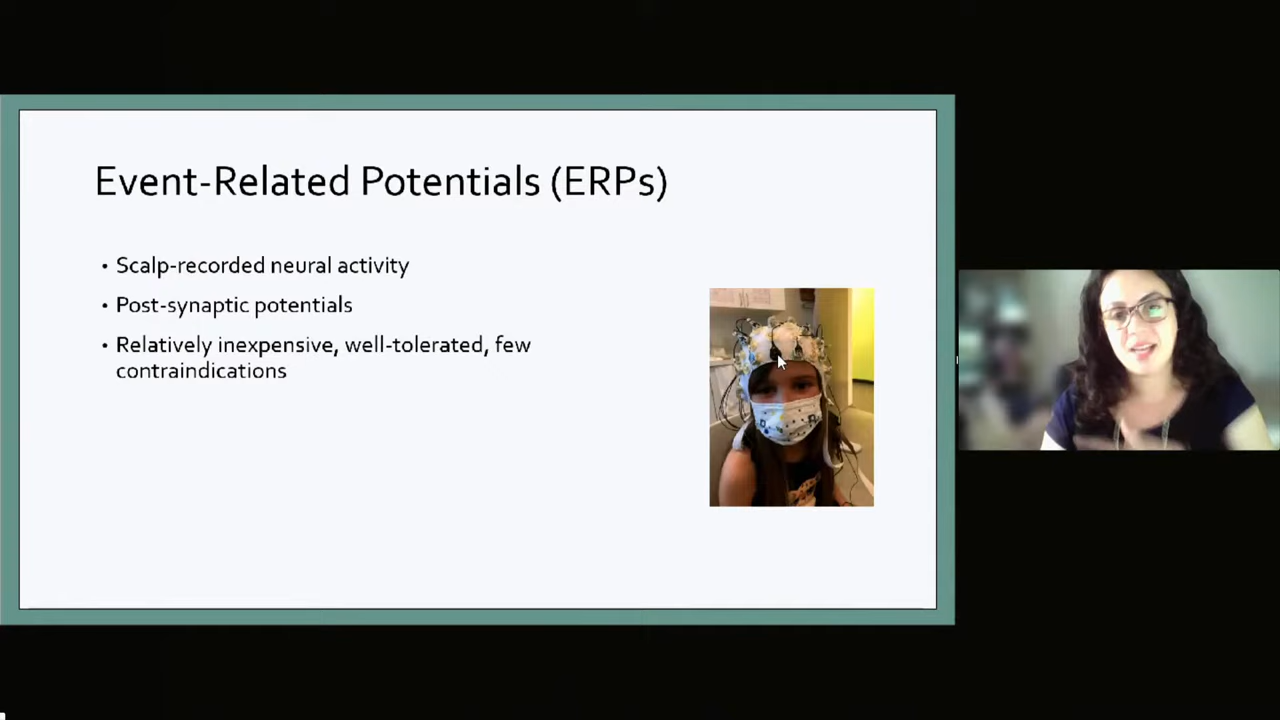 Event-Related Potentials (ERPs)
• Scalp-recorded neural activity
• Post-synaptic potentials
• Relatively inexpensive, well-tolerated, few
contraindications